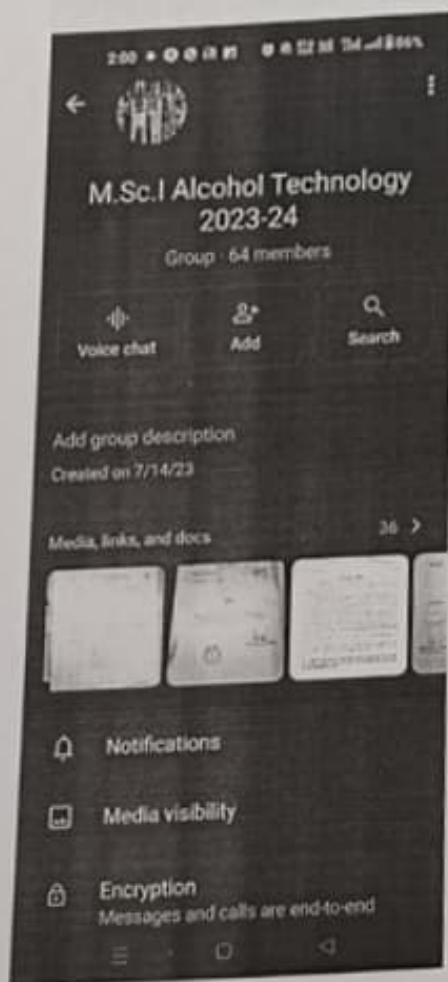 2:00
86%
M.Sc.I Alcohol Technology
2023-24
Group · 64 members
Voice chat
Add
Search
Add group description
Created on 7/14/23
Media, links, and docs
36
Notifications
Media visibility
Encryption
Messages and calls are end-to-end